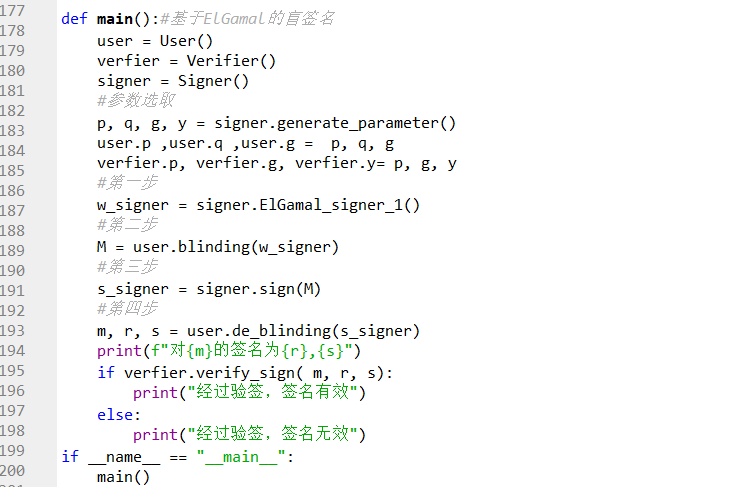 177
178 def main():#基于ElGamal的盲签名
179     user = User()
180     verfier = Verifier()
181     signer = Signer()
182     #参数选取
183     p, q, g, y = signer.generate_parameter()
184     user.p ,user.q ,user.g =  p, q, g
185     verfier.p, verfier.g, verfier.y= p, g, y
186     #第一步
187     w_signer = signer.ElGamal_signer_1()
188     #第二步
189     M = user.blinding(w_signer)
190     #第三步
191     s_signer = signer.sign(M)
192     #第四步
193     m, r, s = user.de_blinding(s_signer)
194     print(f"对{m}的签名为{r},{s}")
195     if verfier.verify_sign( m, r, s):
196         print("经过验签，签名有效")
197     else:
198         print("经过验签，签名无效")
199 if __name__ == "__main__":
200     main()